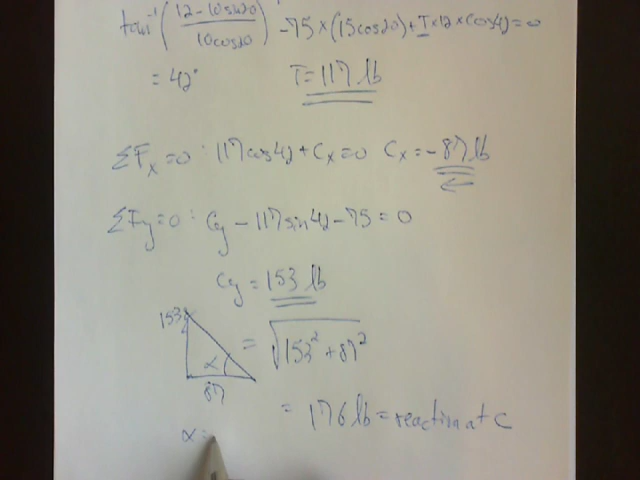 tan⁻¹((12-10sin20)/(10cos20)) -75×(15cos20)+T×12×cos42=0
= 42° T=117 lb
ΣFx=0: 117cos42+Cx=0 Cx=-87 lb
←
ΣFy=0: Cy-117sin42-75=0
Cy=153 lb
153
= √(153²+87²)
α
87
= 176 lb = reaction at C
α =